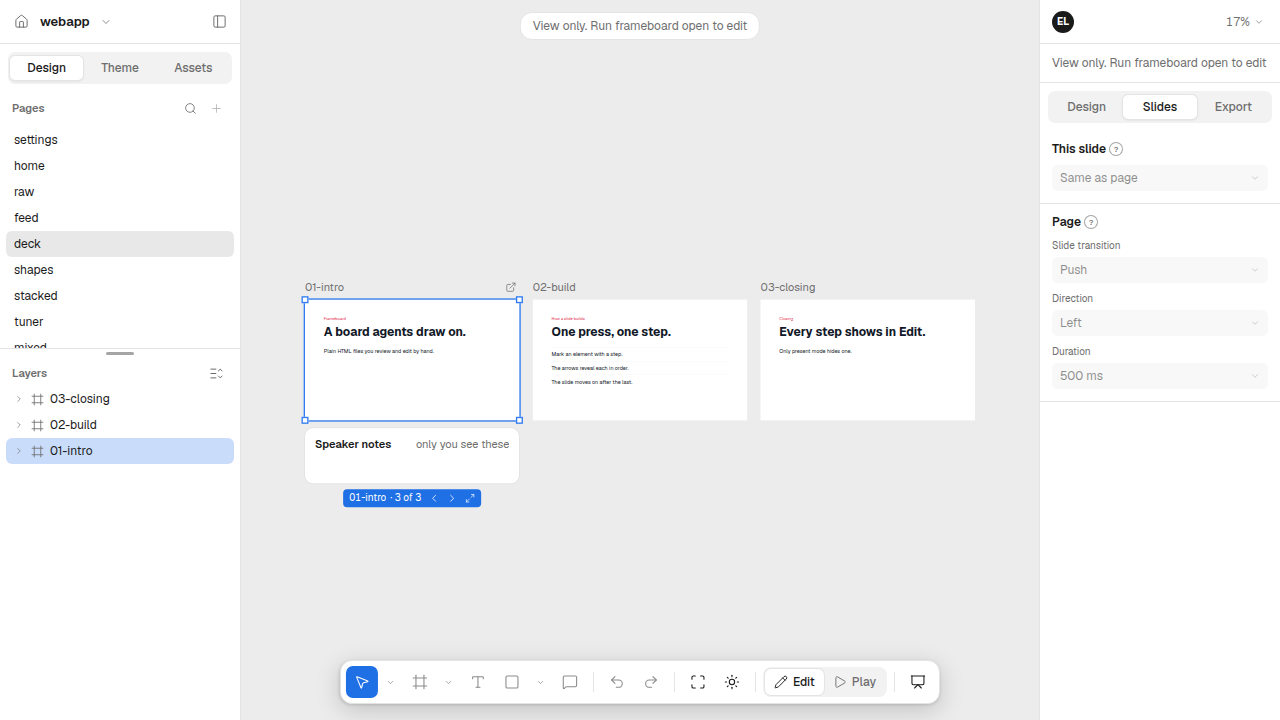 webapp
Design
Theme
Assets
Pages
settings
home
raw
feed
deck
shapes
stacked
tuner
mixed
Layers
03-closing
02-build
01-intro
View only. Run frameboard open to edit
01-intro
Frameboard
A board agents draw on.
Plain HTML files you review and edit by hand.
02-build
How a slide builds
One press, one step.
Mark an element with a step.
The arrows reveal each in order.
The slide moves on after the last.
03-closing
Closing
Every step shows in Edit.
Only present mode hides one.
Speaker notes
only you see these
01-intro · 3 of 3
Edit
Play
EL
17%
View only. Run frameboard open to edit
Design
Slides
Export
This slide ?
Same as page
Page ?
Slide transition
Push
Direction
Left
Duration
500 ms